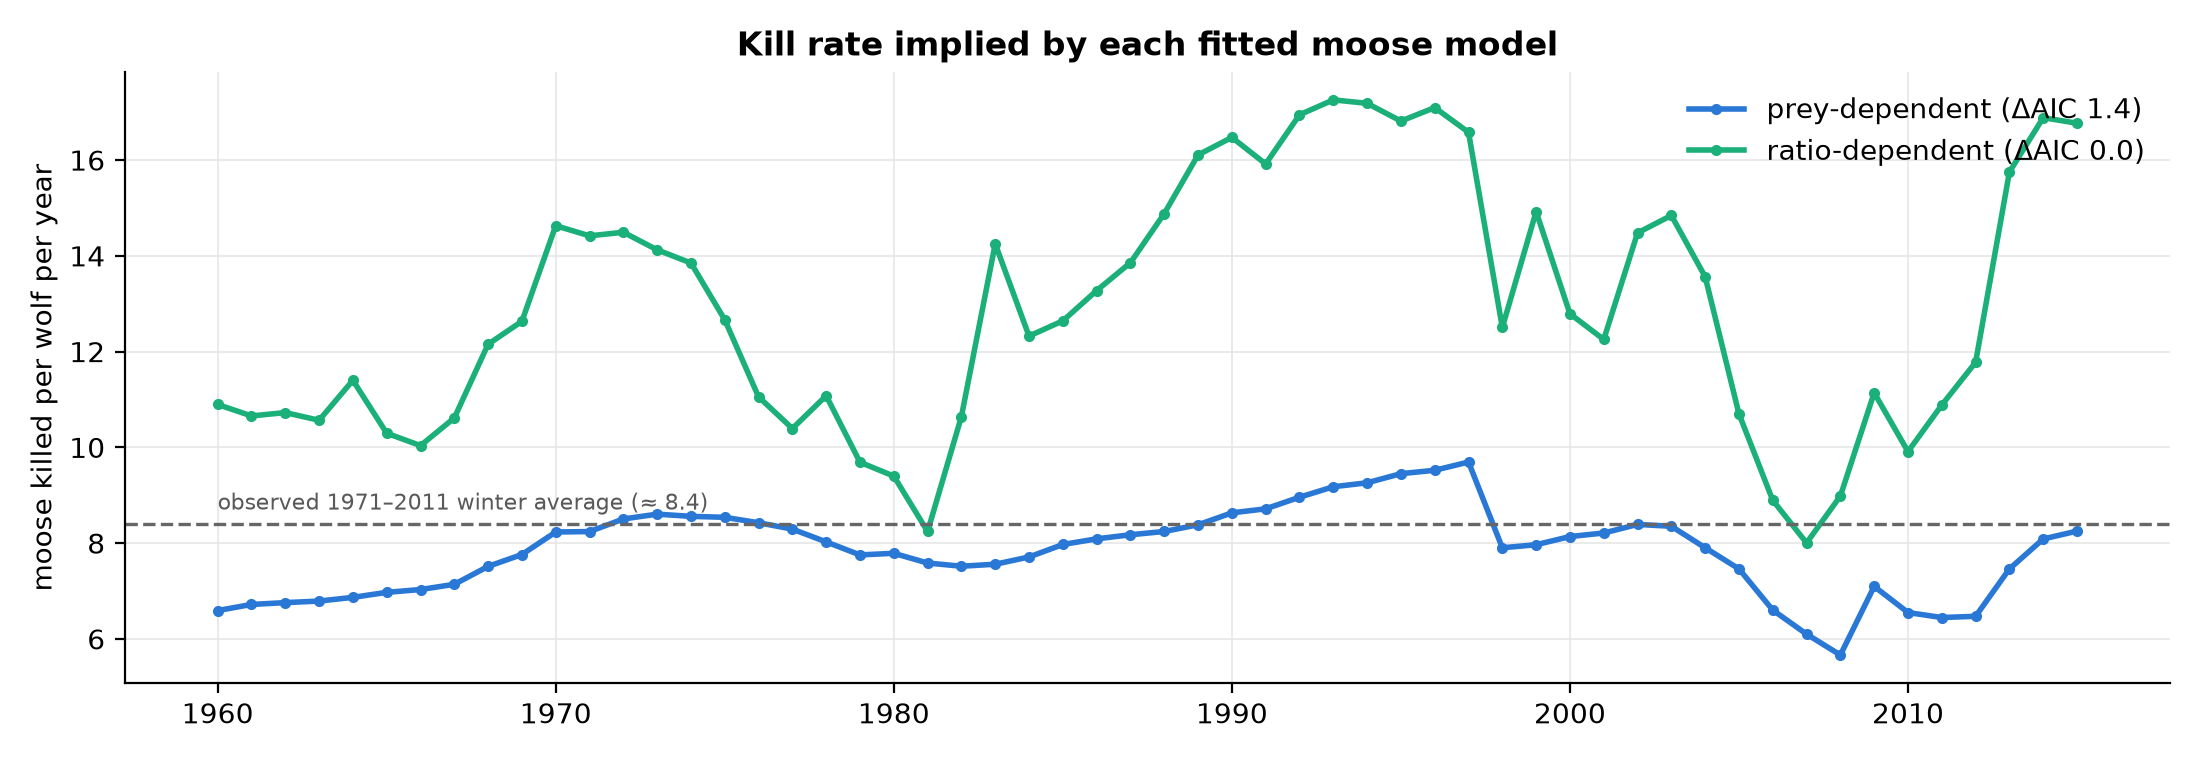 Kill rate implied by each fitted moose model
prey-dependent (ΔAIC 1.4)
ratio-dependent (ΔAIC 0.0)
moose killed per wolf per year
16
14
12
10
8
6
observed 1971–2011 winter average (≈ 8.4)
1960
1970
1980
1990
2000
2010